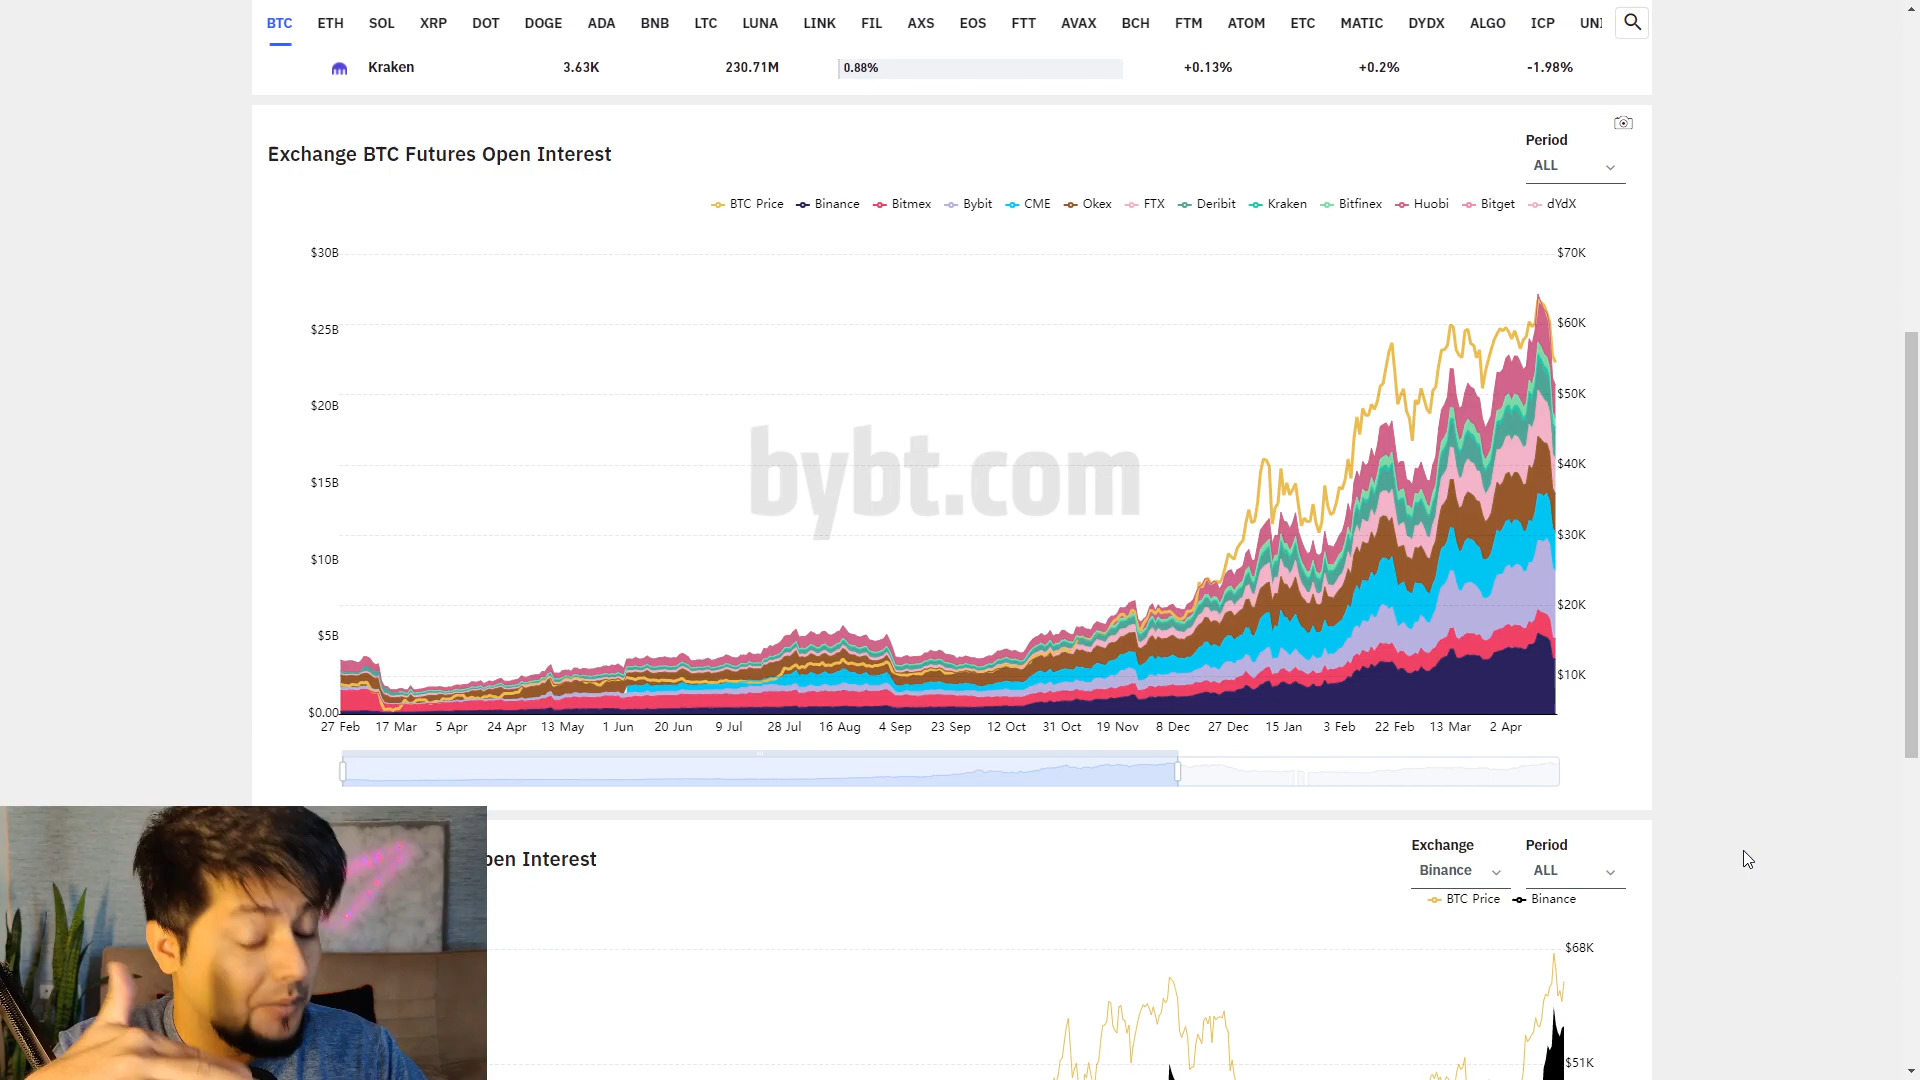 BTC ETH SOL XRP DOT DOGE ADA BNB LTC LUNA LINK FIL AXS EOS FTT AVAX BCH FTM ATOM ETC MATIC DYDX ALGO ICP UNI
Kraken 3.63K 230.71M 0.88% +0.13% +0.2% -1.98%
Exchange BTC Futures Open Interest
Period
ALL
BTC Price Binance Bitmex Bybit CME Okex FTX Deribit Kraken Bitfinex Huobi Bitget dYdX
$30B $70K
$25B $60K
$20B $50K
bybt.com
$15B $40K
$10B $30K
$5B $20K
$10K
$0.00
27 Feb 17 Mar 5 Apr 24 Apr 13 May 1 Jun 20 Jun 9 Jul 28 Jul 16 Aug 4 Sep 23 Sep 12 Oct 31 Oct 19 Nov 8 Dec 27 Dec 15 Jan 3 Feb 22 Feb 13 Mar 2 Apr
pen Interest
Exchange Period
Binance ALL
BTC Price Binance
$68K
$51K